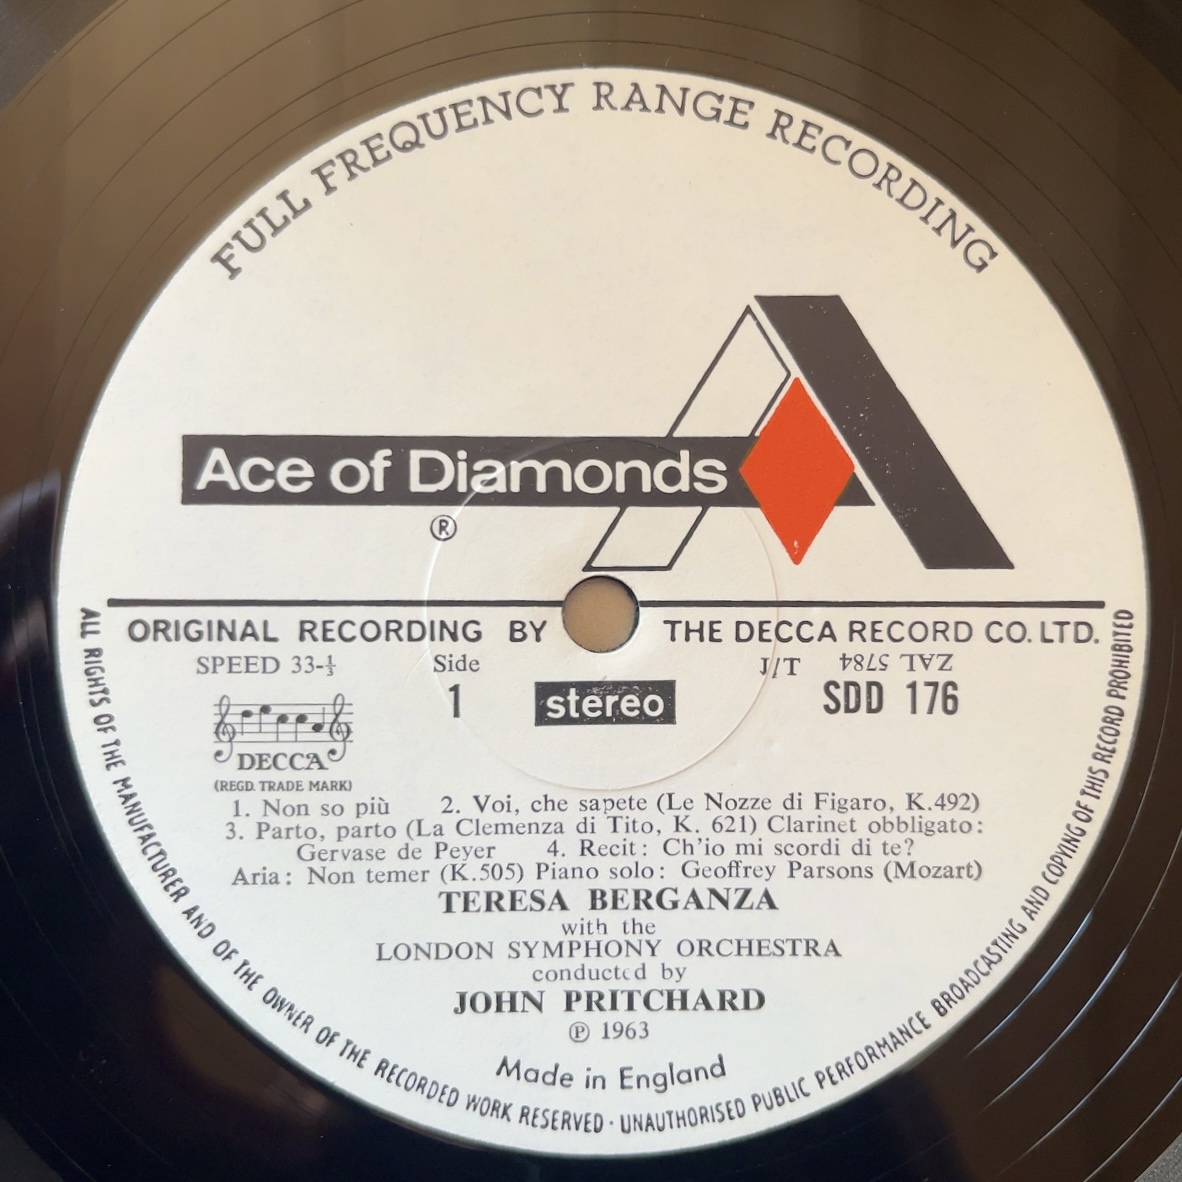 FULL FREQUENCY RANGE RECORDING
Ace of Diamonds
®
ORIGINAL RECORDING BY THE DECCA RECORD CO. LTD.
SPEED 33-⅓ Side J/T ZAL 5784
1 stereo SDD 176
DECCA
(REGD. TRADE MARK)
1. Non so più 2. Voi, che sapete (Le Nozze di Figaro, K.492)
3. Parto, parto (La Clemenza di Tito, K. 621) Clarinet obbligato:
Gervase de Peyer 4. Recit: Ch'io mi scordi di te?
Aria: Non temer (K.505) Piano solo: Geoffrey Parsons (Mozart)
TERESA BERGANZA
with the
LONDON SYMPHONY ORCHESTRA
conducted by
JOHN PRITCHARD
℗ 1963
Made in England
ALL RIGHTS OF THE MANUFACTURER AND OF THE OWNER OF THE RECORDED WORK RESERVED · UNAUTHORISED PUBLIC PERFORMANCE BROADCASTING AND COPYING OF THIS RECORD PROHIBITED